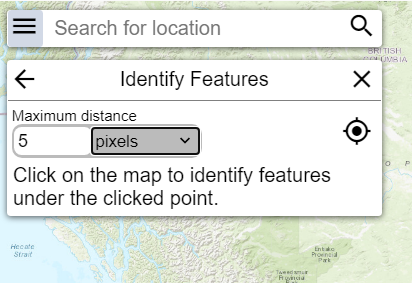 Search for location
BRITISH
COLUMBIA
Identify Features
Maximum distance
5 pixels
Click on the map to identify features
under the clicked point.
O P
Hecate
Strait
Entiako
Provincial
Park
Tweedsmuir
Provincial